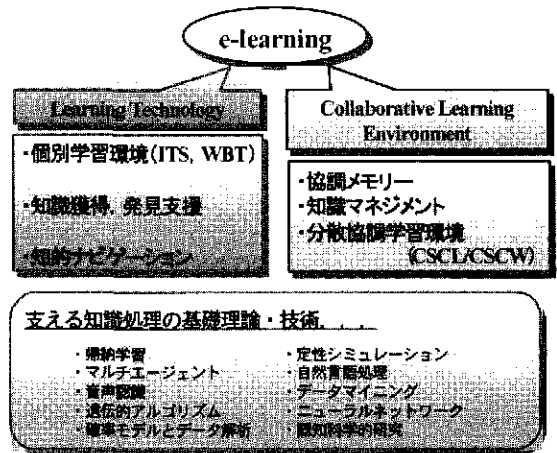 e-learning
Learning Technology
・個別学習環境(ITS, WBT)
・知識獲得, 発見支援
・知的ナビゲーション
Collaborative Learning
Environment
・協調メモリー
・知識マネジメント
・分散協調学習環境
(CSCL/CSCW)
支える知識処理の基礎理論・技術. . .
・帰納学習
・マルチエージェント
・音声認識
・遺伝的アルゴリズム
・確率モデルとデータ解析
・定性シミュレーション
・自然言語処理
・データマイニング
・ニューラルネットワーク
・認知科学的研究